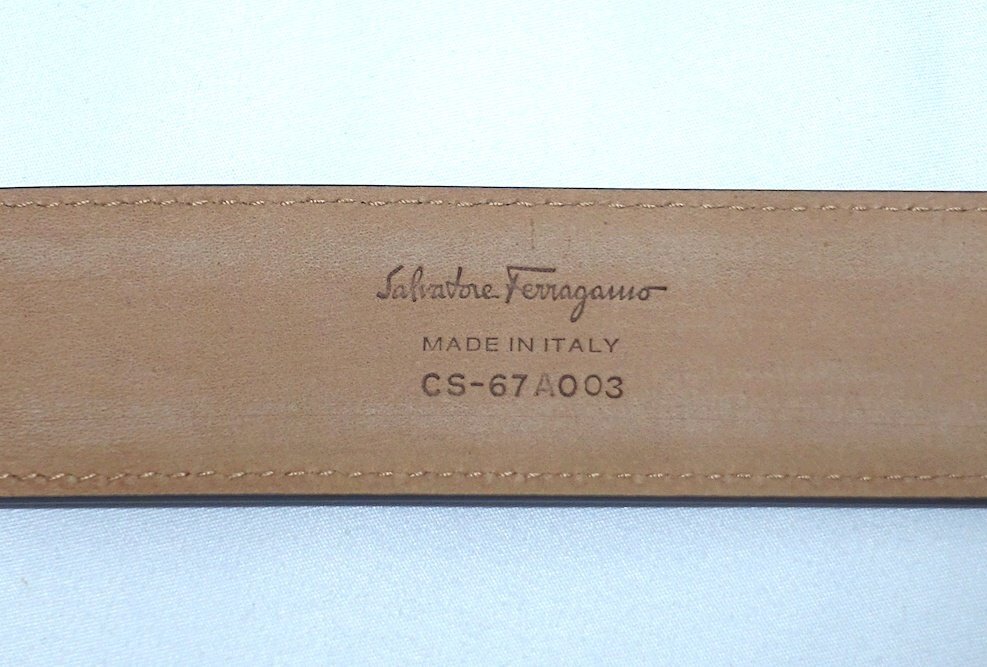 Salvatore Ferragamo
MADE IN ITALY
CS-67A003